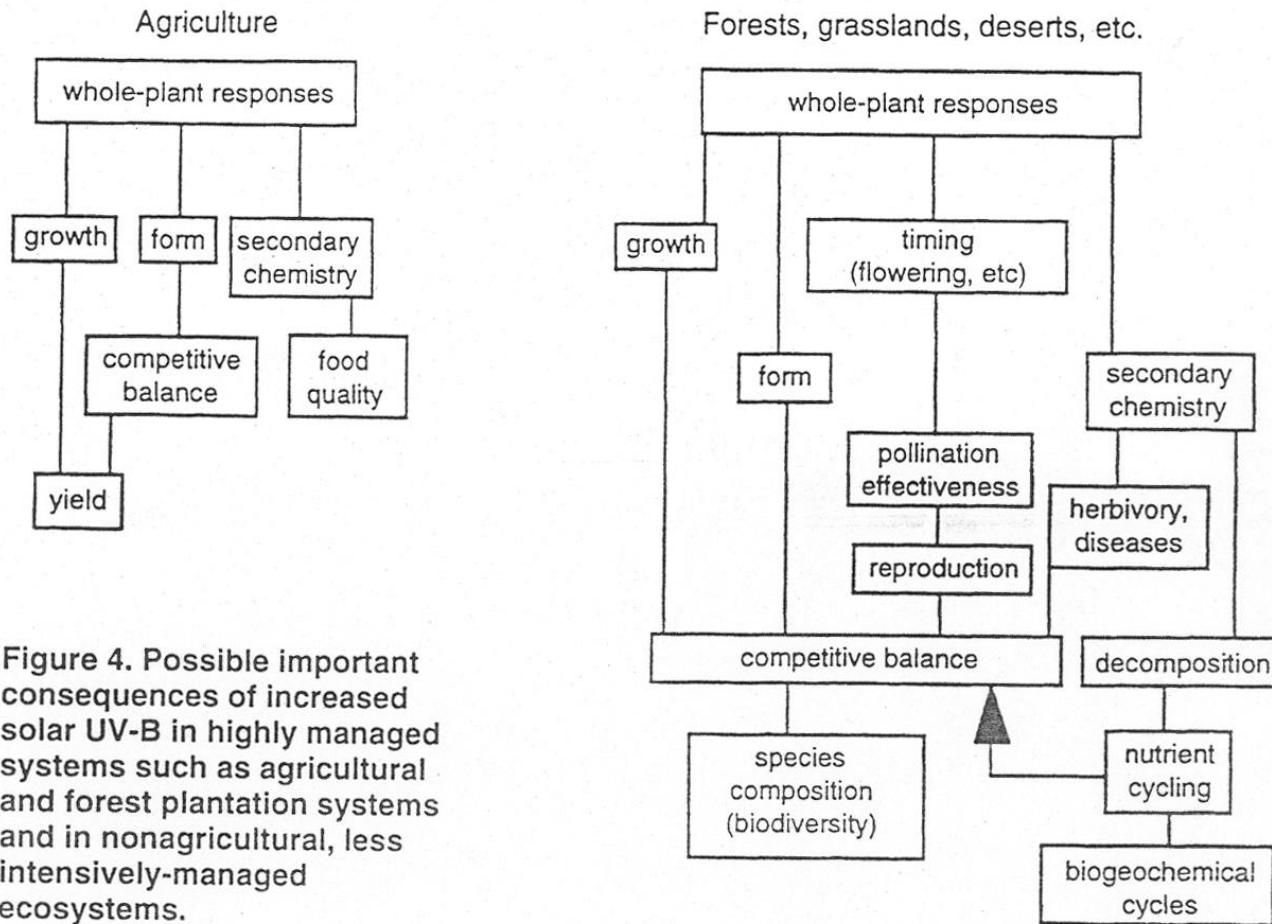 Agriculture
whole-plant responses
growth
form
secondary
chemistry
competitive
balance
food
quality
yield
Forests, grasslands, deserts, etc.
whole-plant responses
growth
timing
(flowering, etc)
form
secondary
chemistry
pollination
effectiveness
herbivory,
diseases
reproduction
competitive balance
decomposition
species
composition
(biodiversity)
nutrient
cycling
biogeochemical
cycles
Figure 4. Possible important
consequences of increased
solar UV-B in highly managed
systems such as agricultural
and forest plantation systems
and in nonagricultural, less
intensively-managed
ecosystems.